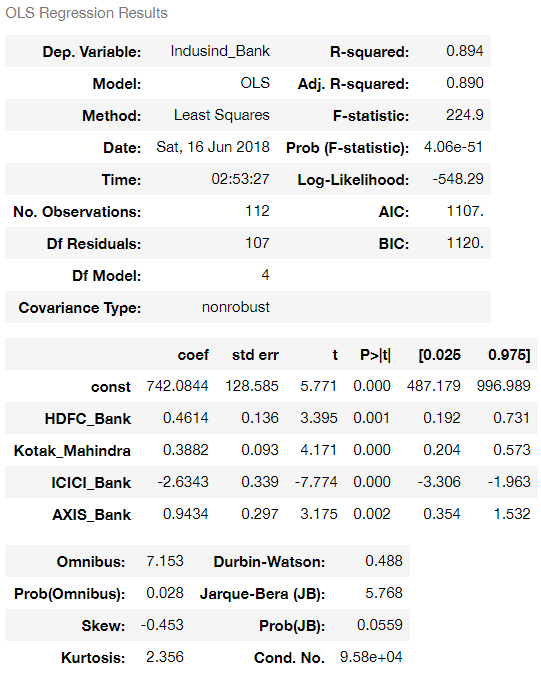 OLS Regression Results
Dep. Variable: Indusind_Bank R-squared: 0.894
Model: OLS Adj. R-squared: 0.890
Method: Least Squares F-statistic: 224.9
Date: Sat, 16 Jun 2018 Prob (F-statistic): 4.06e-51
Time: 02:53:27 Log-Likelihood: -548.29
No. Observations: 112 AIC: 1107.
Df Residuals: 107 BIC: 1120.
Df Model: 4
Covariance Type: nonrobust
coef std err t P>|t| [0.025 0.975]
const 742.0844 128.585 5.771 0.000 487.179 996.989
HDFC_Bank 0.4614 0.136 3.395 0.001 0.192 0.731
Kotak_Mahindra 0.3882 0.093 4.171 0.000 0.204 0.573
ICICI_Bank -2.6343 0.339 -7.774 0.000 -3.306 -1.963
AXIS_Bank 0.9434 0.297 3.175 0.002 0.354 1.532
Omnibus: 7.153 Durbin-Watson: 0.488
Prob(Omnibus): 0.028 Jarque-Bera (JB): 5.768
Skew: -0.453 Prob(JB): 0.0559
Kurtosis: 2.356 Cond. No. 9.58e+04